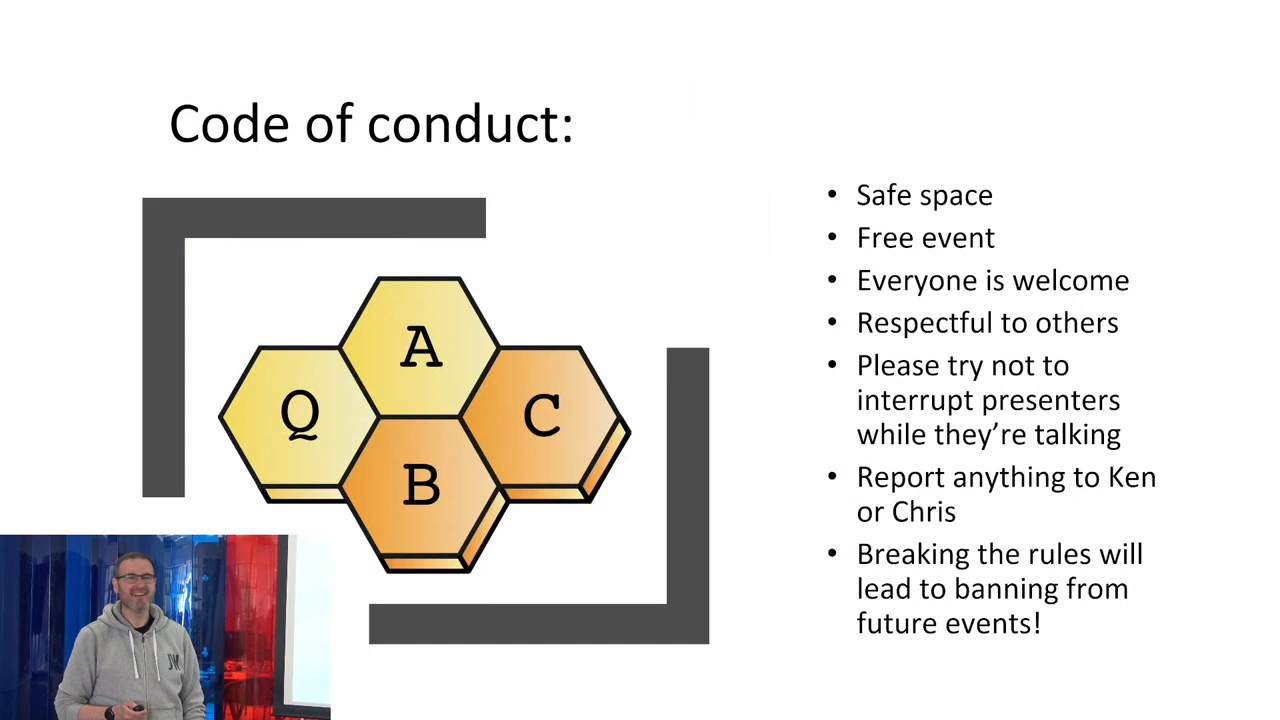 Code of conduct:
A
Q
C
B
• Safe space
• Free event
• Everyone is welcome
• Respectful to others
• Please try not to
interrupt presenters
while they’re talking
• Report anything to Ken
or Chris
• Breaking the rules will
lead to banning from
future events!
JW